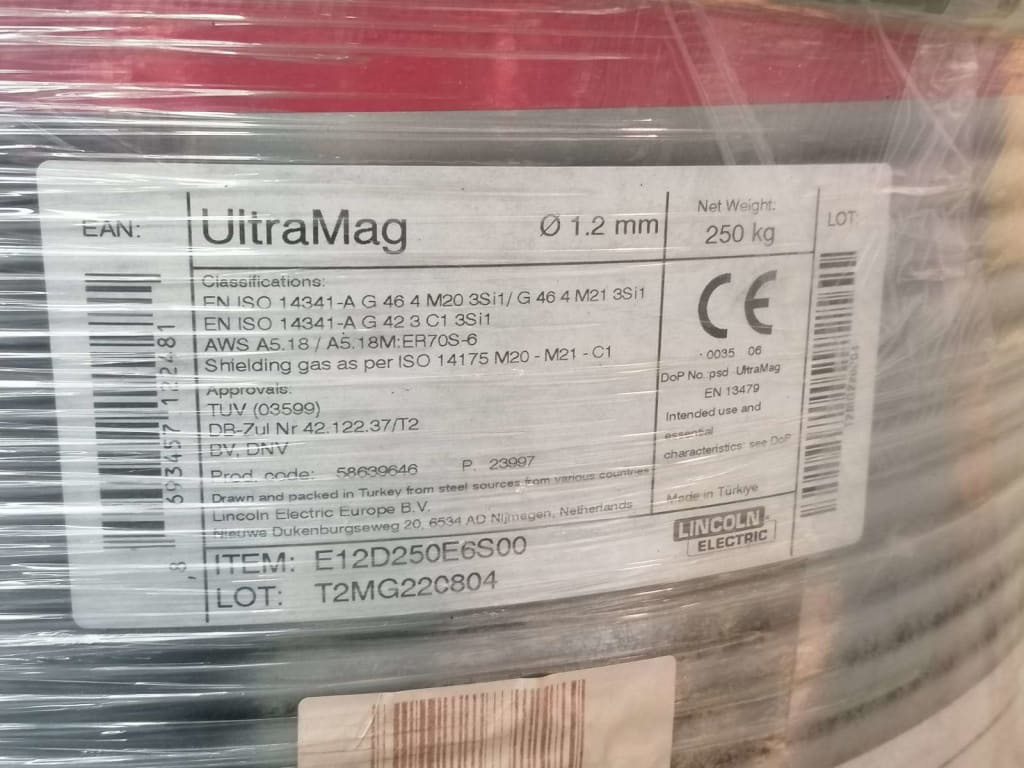 EAN:
8 693457 122481
UltraMag
Ø 1.2 mm
Classifications:
EN ISO 14341-A G 46 4 M20 3Si1/ G 46 4 M21 3Si1
EN ISO 14341-A G 42 3 C1 3Si1
AWS A5.18 / A5.18M:ER70S-6
Shielding gas as per ISO 14175 M20 - M21 - C1
Approvals:
TUV (03599)
DB-Zul Nr 42.122.37/T2
BV, DNV
Prod. code: 58639646 P. 23997
Drawn and packed in Turkey from steel sources from various countries
Lincoln Electric Europe B.V.
Nieuwe Dukenburgseweg 20, 6534 AD Nijmegen, Netherlands
ITEM: E12D250E6S00
LOT: T2MG220804
Net Weight:
250 kg
CE
0035 06
DoP No: psd UltraMag
EN 13479
Intended use and
essential
characteristics: see DoP
Made in Türkiye
LINCOLN
ELECTRIC
LOT: